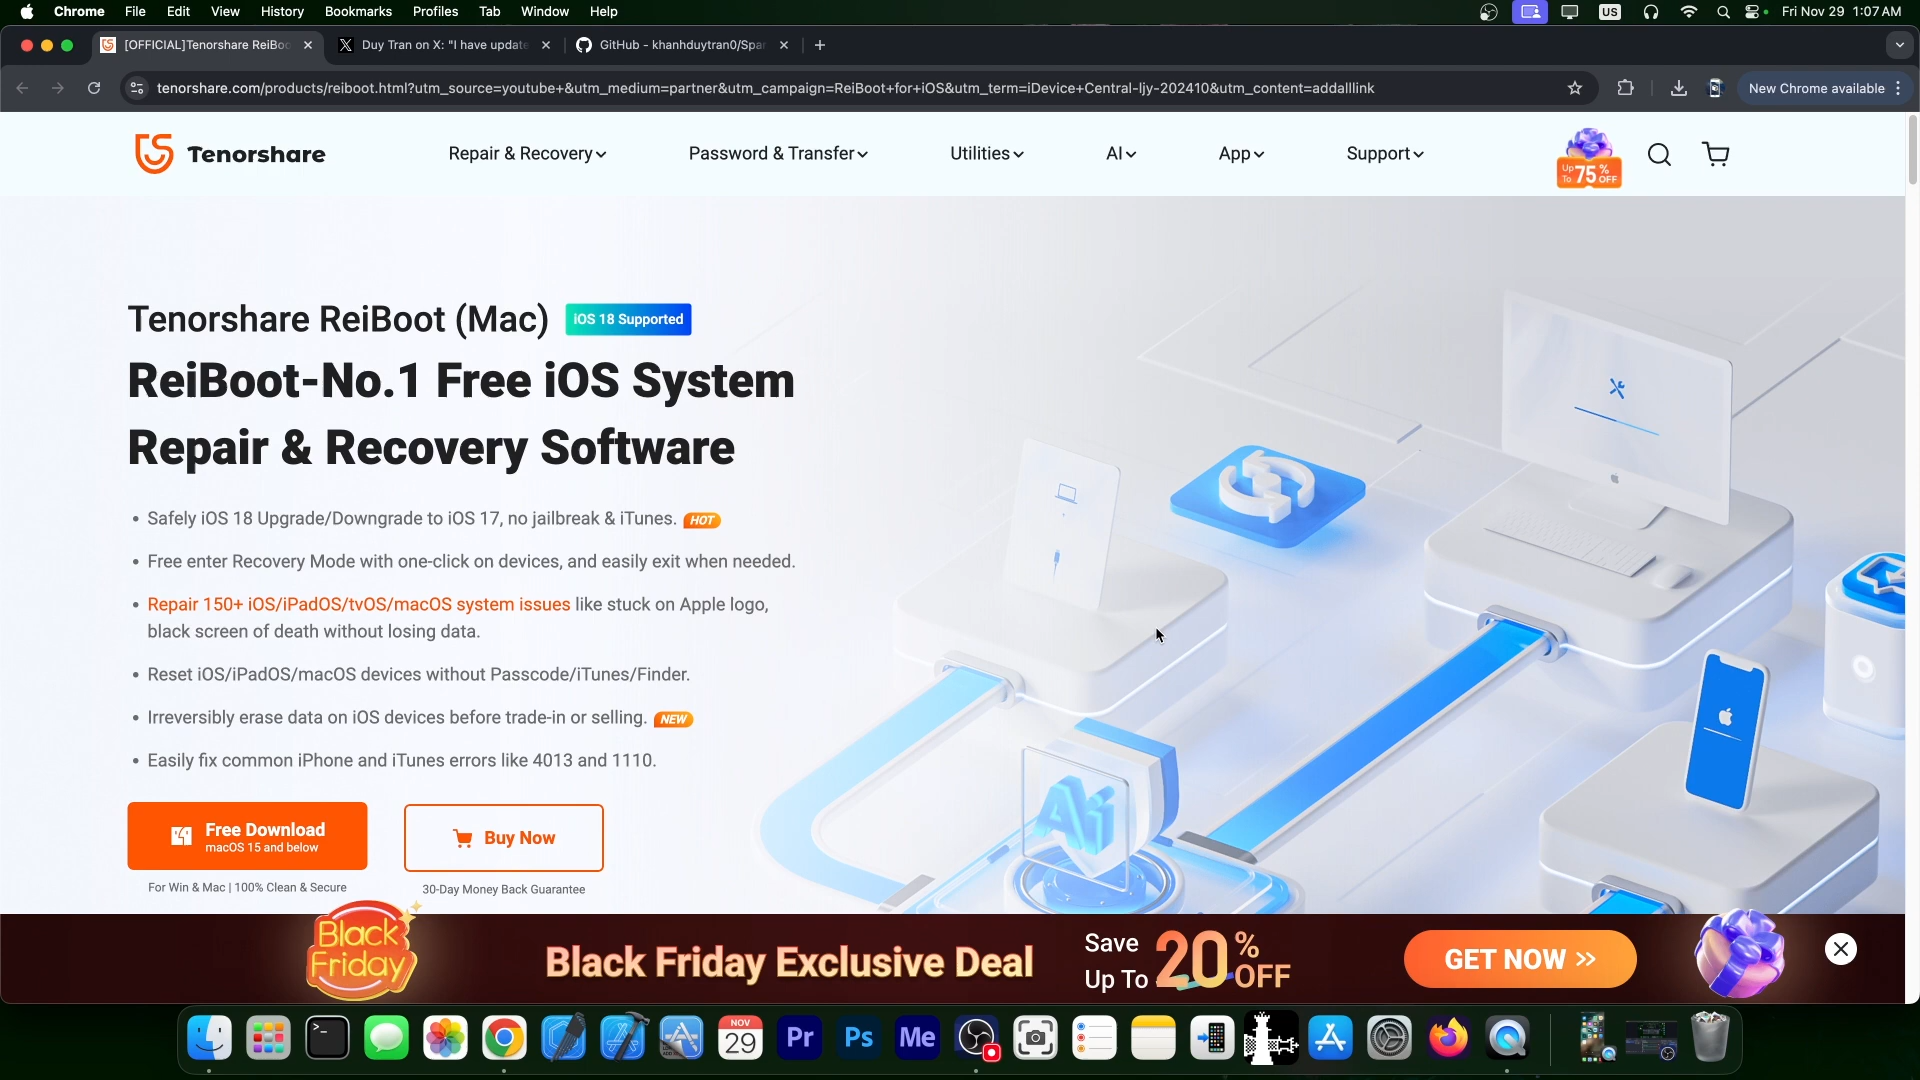 Chrome File Edit View History Bookmarks Profiles Tab Window Help
US
Fri Nov 29 1:07 AM
[OFFICIAL]Tenorshare ReiBoo
X Duy Tran on X: "I have update
GitHub - khanhduytran0/Spar
tenorshare.com/products/reiboot.html?utm_source=youtube+&utm_medium=partner&utm_campaign=ReiBoot+for+iOS&utm_term=iDevice+Central-ljy-202410&utm_content=addalllink
New Chrome available
Tenorshare
Repair & Recovery
Password & Transfer
Utilities
AI
App
Support
Up To 75% OFF
Tenorshare ReiBoot (Mac)
iOS 18 Supported
ReiBoot-No.1 Free iOS System
Repair & Recovery Software
• Safely iOS 18 Upgrade/Downgrade to iOS 17, no jailbreak & iTunes. HOT
• Free enter Recovery Mode with one-click on devices, and easily exit when needed.
• Repair 150+ iOS/iPadOS/tvOS/macOS system issues like stuck on Apple logo,
black screen of death without losing data.
• Reset iOS/iPadOS/macOS devices without Passcode/iTunes/Finder.
• Irreversibly erase data on iOS devices before trade-in or selling. NEW
• Easily fix common iPhone and iTunes errors like 4013 and 1110.
Free Download
macOS 15 and below
Buy Now
For Win & Mac | 100% Clean & Secure
30-Day Money Back Guarantee
Ai
Black
Friday
Black Friday Exclusive Deal
Save
Up To
20% OFF
GET NOW >>
NOV
29
Pr
Ps
Me